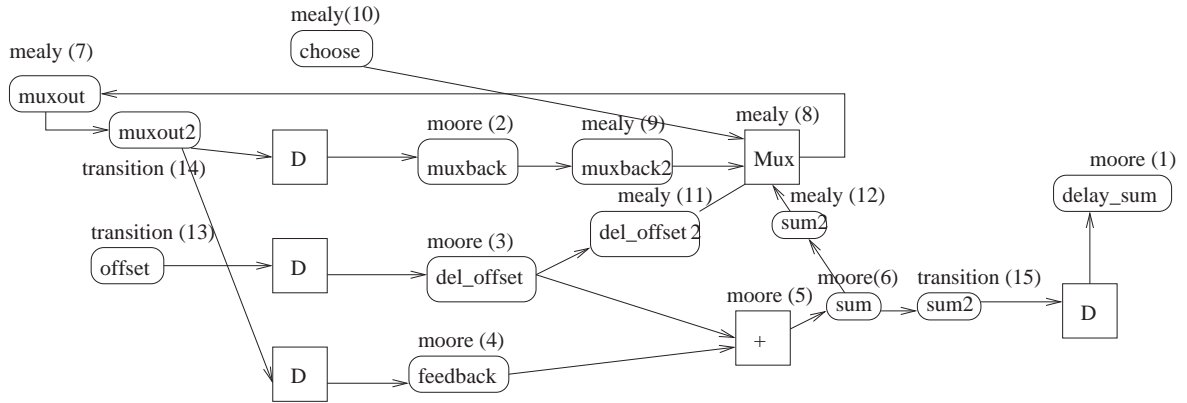 mealy(10)
choose
mealy (7)
muxout
muxout2
transition (14)
D
moore (2)
muxback
mealy (9)
muxback2
mealy (8)
Mux
mealy (11)
del_offset 2
mealy (12)
sum2
moore (1)
delay_sum
transition (13)
offset
D
moore (3)
del_offset
moore (5)
+
moore(6)
sum
transition (15)
sum2
D
D
moore (4)
feedback